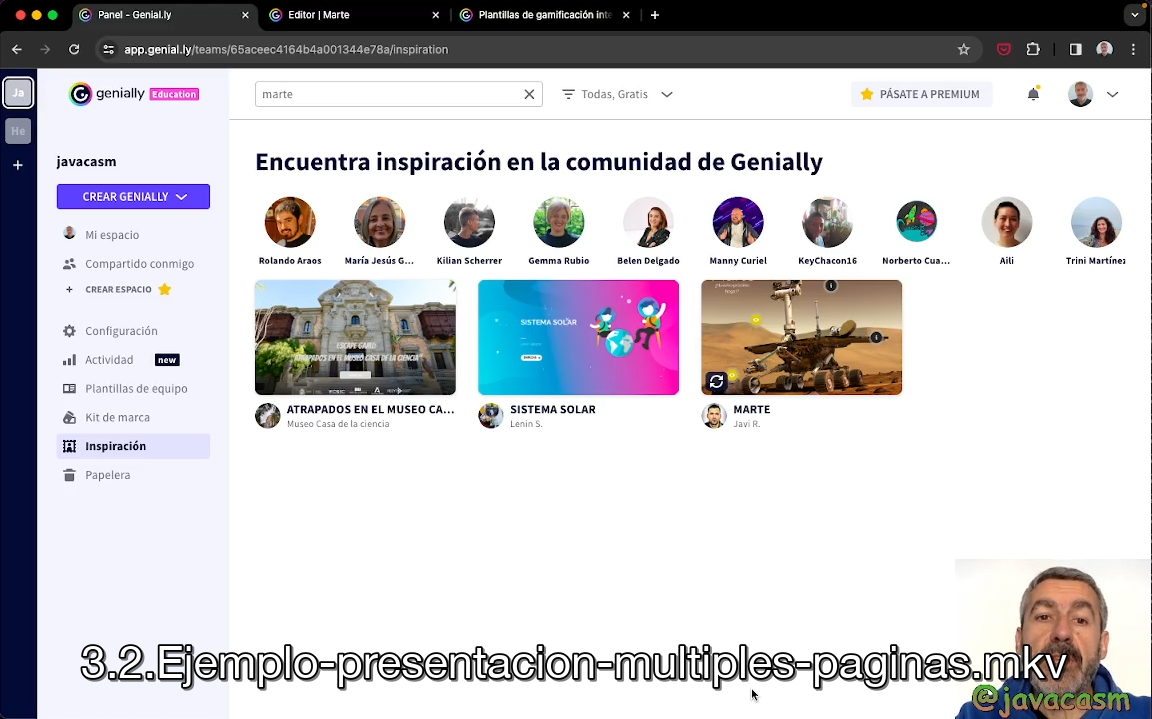 Panel - Genial.ly
Editor | Marte
Plantillas de gamificación inte
app.genial.ly/teams/65aceec4164b4a001344e78a/inspiration
Ja
He
genially Education
marte
Todas, Gratis
PÁSATE A PREMIUM
javacasm
CREAR GENIALLY
Mi espacio
Compartido conmigo
CREAR ESPACIO
Configuración
Actividad new
Plantillas de equipo
Kit de marca
Inspiración
Papelera
Encuentra inspiración en la comunidad de Genially
Rolando Araos
María Jesús G...
Kilian Scherrer
Gemma Rubio
Belen Delgado
Manny Curiel
KeyChacon16
Norberto Cua...
Aili
Trini Martínez
ESCAPE GAME:
"ATRAPADOS EN EL MUSEO CASA DE LA CIENCIA"
SISTEMA SOLAR
ATRAPADOS EN EL MUSEO CA...
Museo Casa de la ciencia
SISTEMA SOLAR
Lenin S.
MARTE
Javi R.
3.2.Ejemplo-presentacion-multiples-paginas.mkv
@javacasm